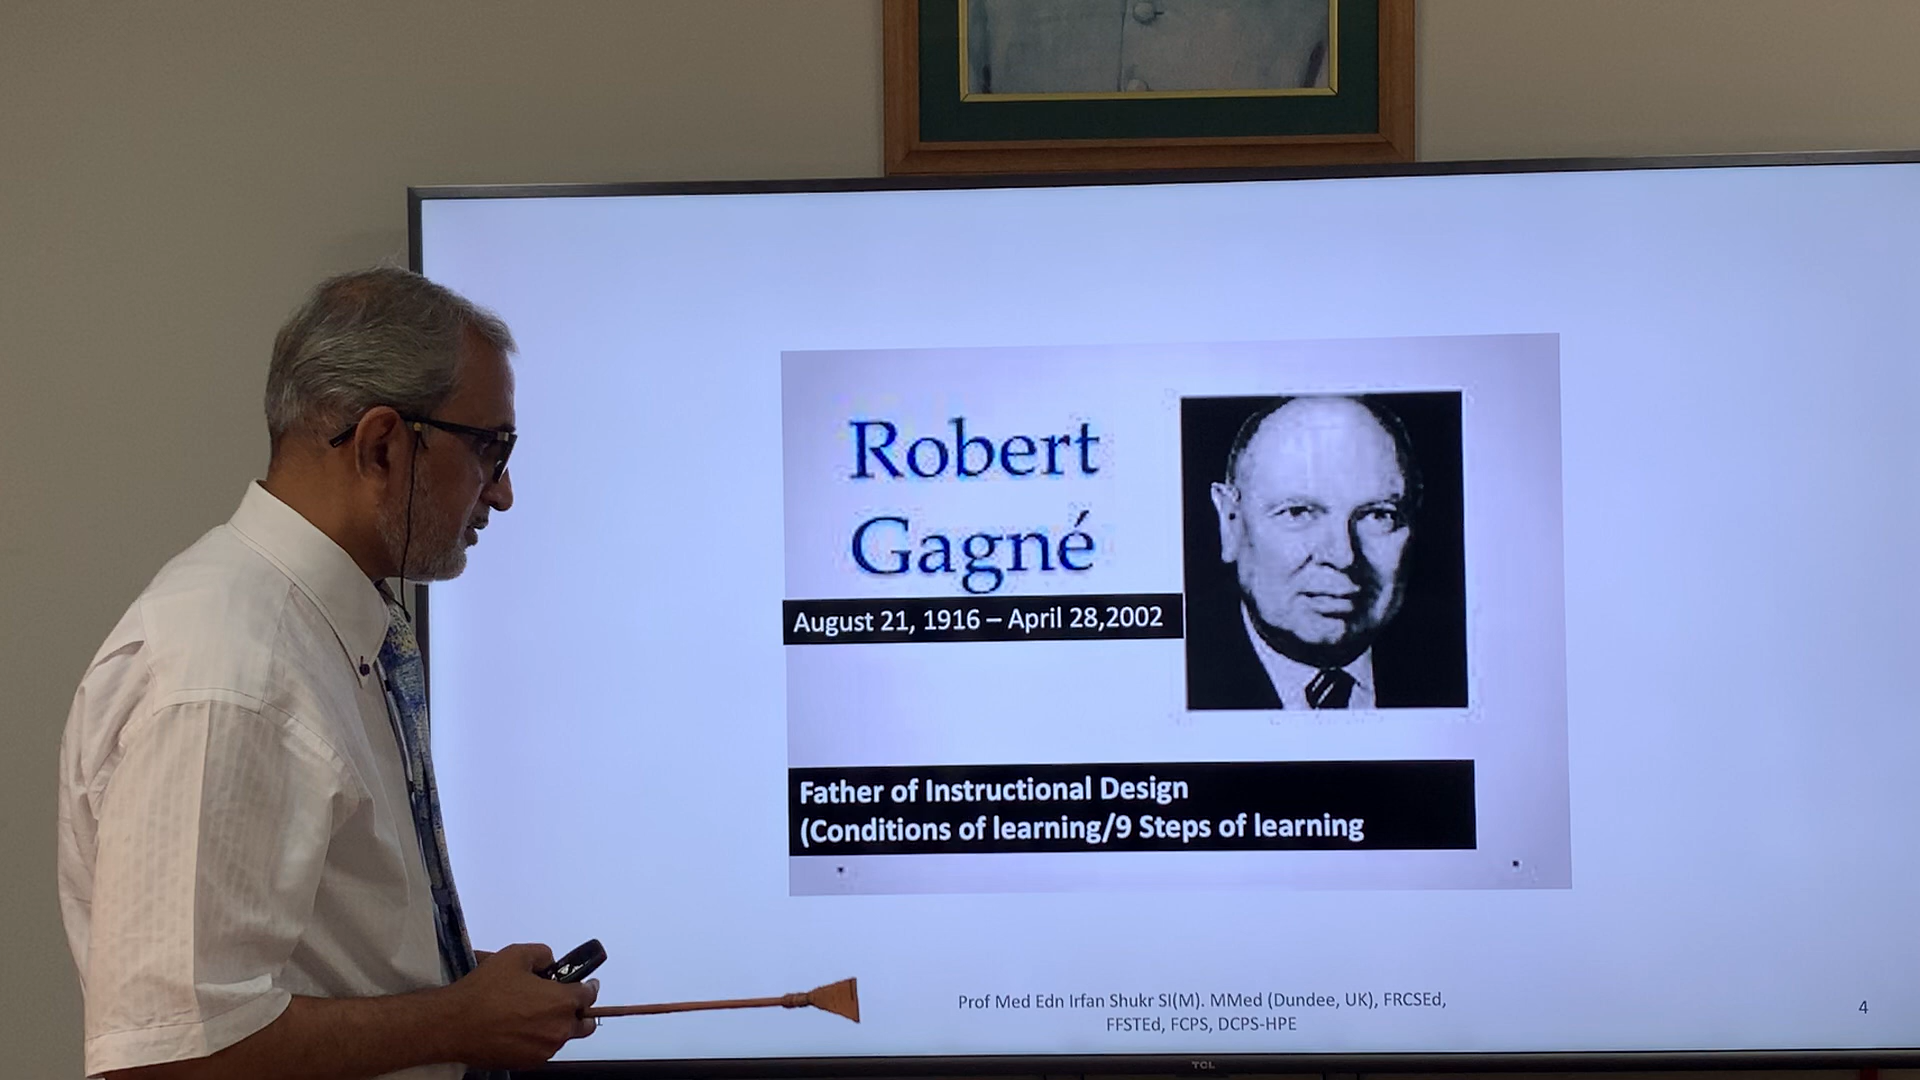 Robert
Gagné
August 21, 1916 – April 28,2002
Father of Instructional Design
(Conditions of learning/9 Steps of learning
Prof Med Edn Irfan Shukr SI(M). MMed (Dundee, UK), FRCSEd,
FFSTEd, FCPS, DCPS-HPE
4
TCL